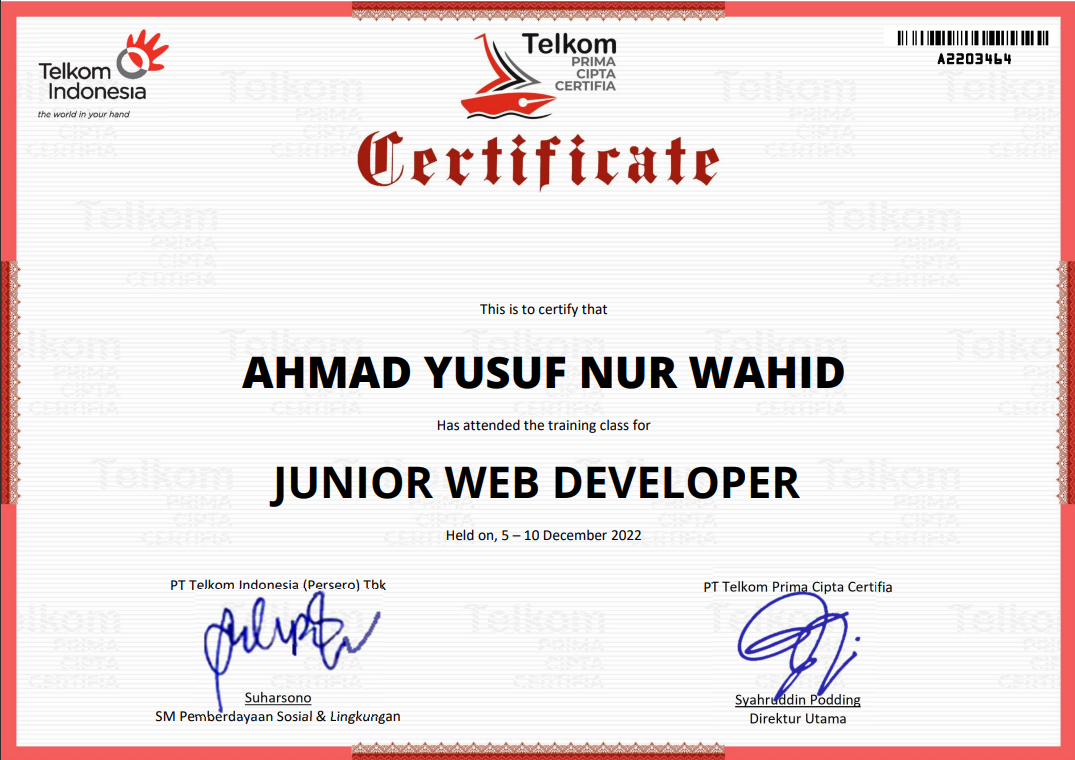 Telkom
Indonesia
the world in your hand
Telkom
PRIMA
CIPTA
CERTIFIA
A2203464
Certificate
This is to certify that
AHMAD YUSUF NUR WAHID
Has attended the training class for
JUNIOR WEB DEVELOPER
Held on, 5 – 10 December 2022
PT Telkom Indonesia (Persero) Tbk
Suharsono
SM Pemberdayaan Sosial & Lingkungan
PT Telkom Prima Cipta Certifia
Syahruddin Podding
Direktur Utama